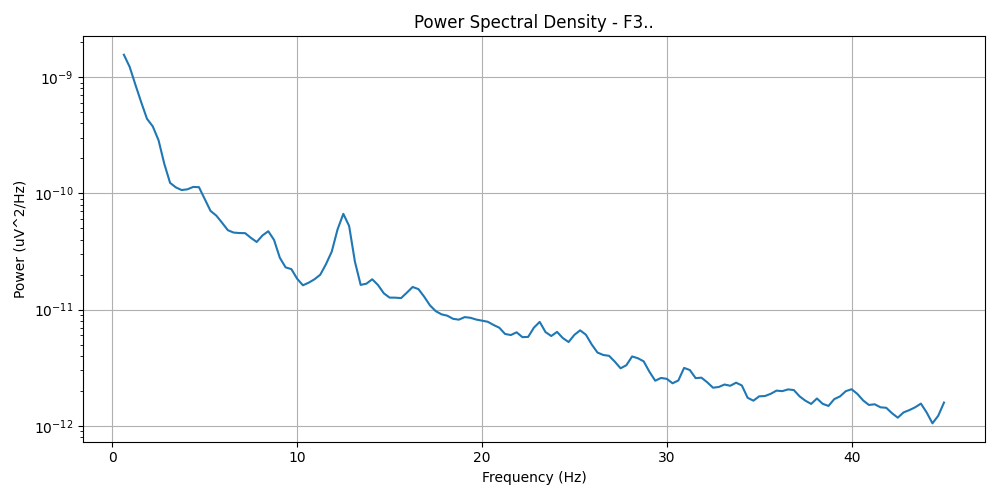 Power Spectral Density - F3..
Power (uV^2/Hz)
10⁻⁹
10⁻¹⁰
10⁻¹¹
10⁻¹²
0 10 20 30 40
Frequency (Hz)